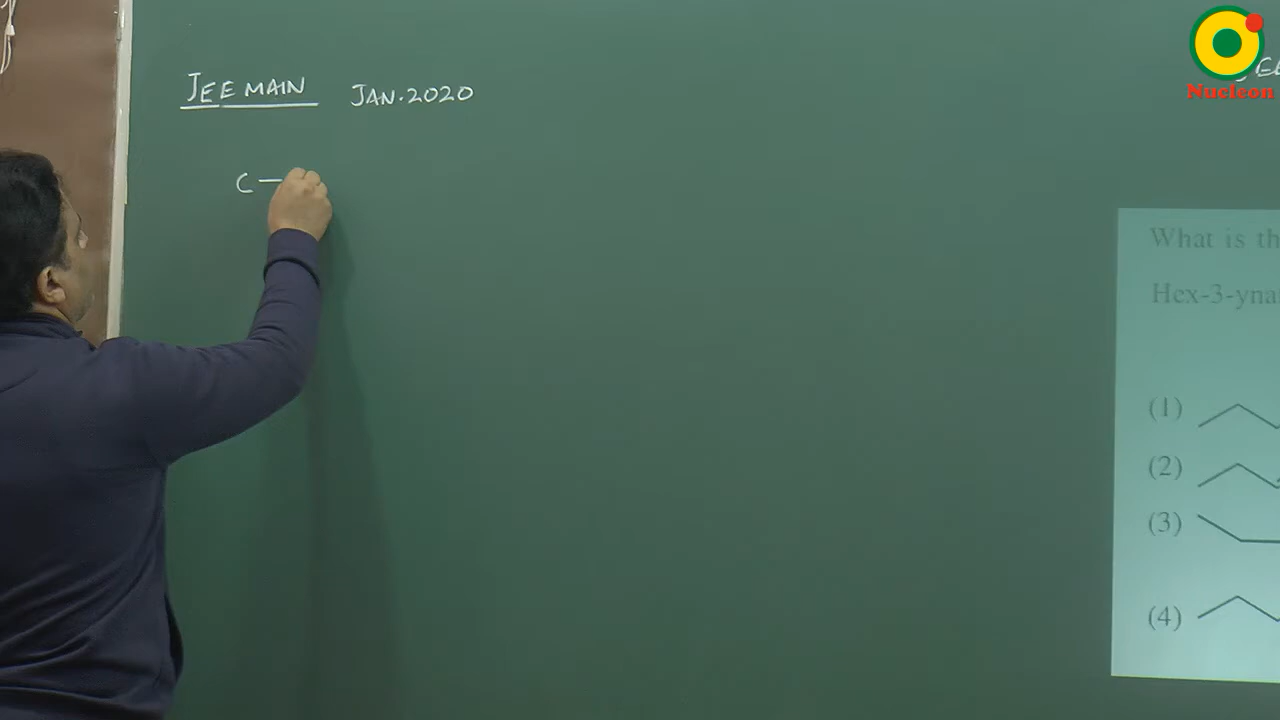 JEE MAIN JAN. 2020
C —
Nucleon
What is th
Hex-3-yna
(1)
(2)
(3)
(4)